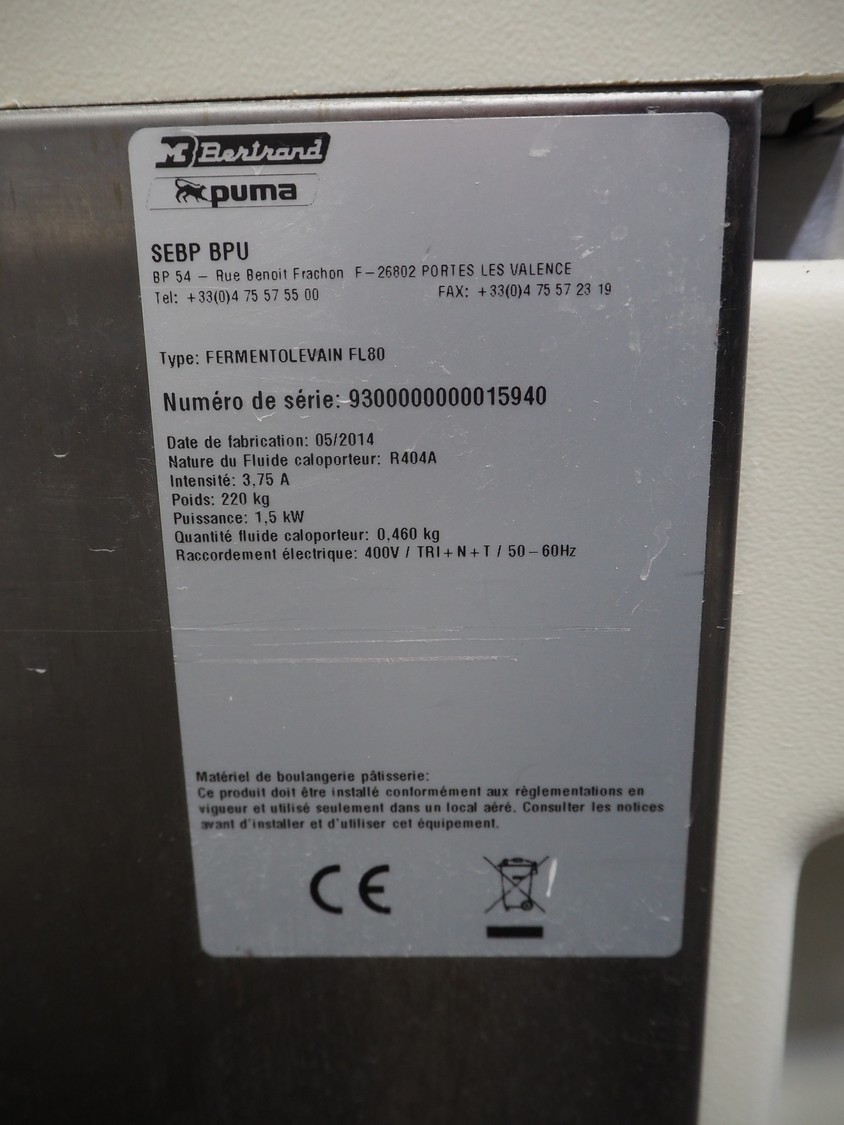 Bertrand
puma
SEBP BPU
BP 54 – Rue Benoit Frachon F–26802 PORTES LES VALENCE
Tel: +33(0)4 75 57 55 00 FAX: +33(0)4 75 57 23 19
Type: FERMENTOLEVAIN FL80
Numéro de série: 9300000000015940
Date de fabrication: 05/2014
Nature du Fluide caloporteur: R404A
Intensité: 3,75 A
Poids: 220 kg
Puissance: 1,5 kW
Quantité fluide caloporteur: 0,460 kg
Raccordement électrique: 400V / TRI+N+T / 50–60Hz
Matériel de boulangerie pâtisserie:
Ce produit doit être installé conformément aux règlementations en
vigueur et utilisé seulement dans un local aéré. Consulter les notices
avant d'installer et d'utiliser cet équipement.
CE